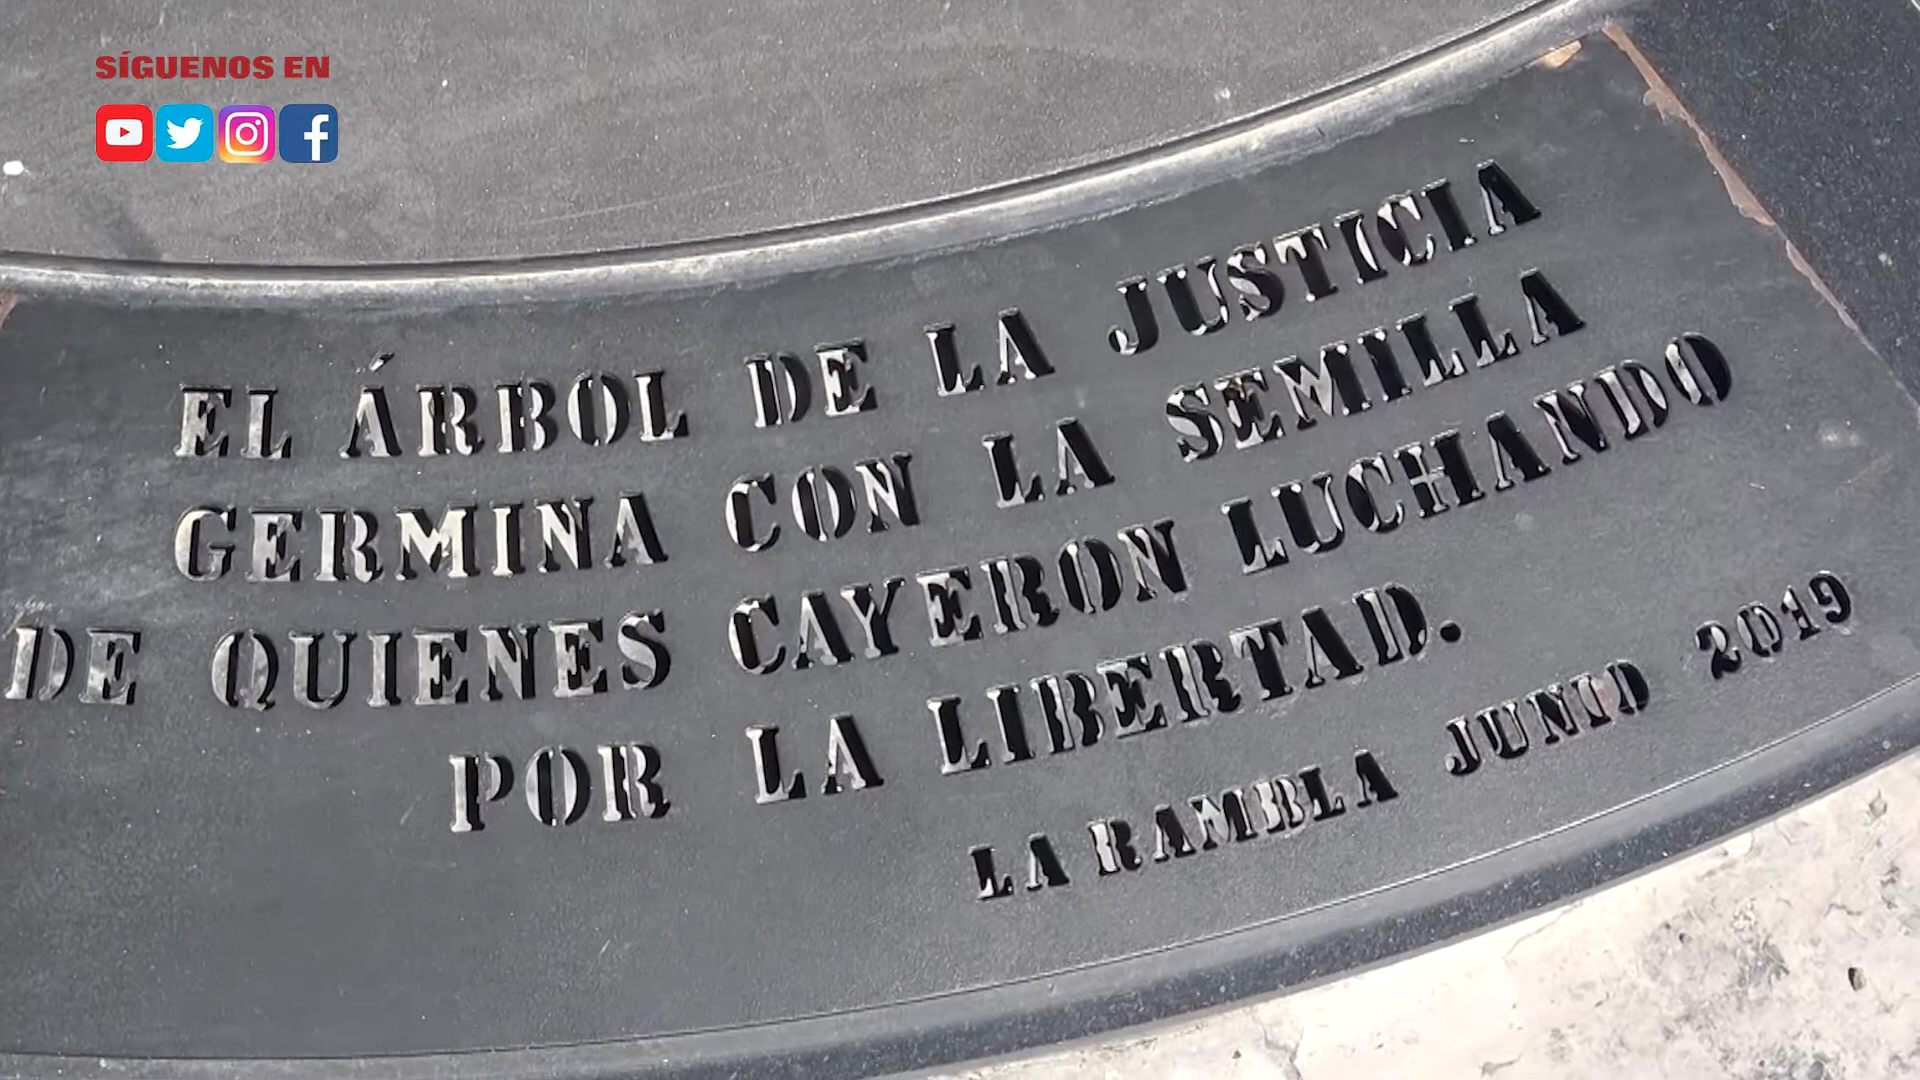 SÍGUENOS EN
EL ÁRBOL DE LA JUSTICIA
GERMINA CON LA SEMILLA
DE QUIENES CAYERON LUCHANDO
POR LA LIBERTAD.
LA RAMBLA JUNIO 2019